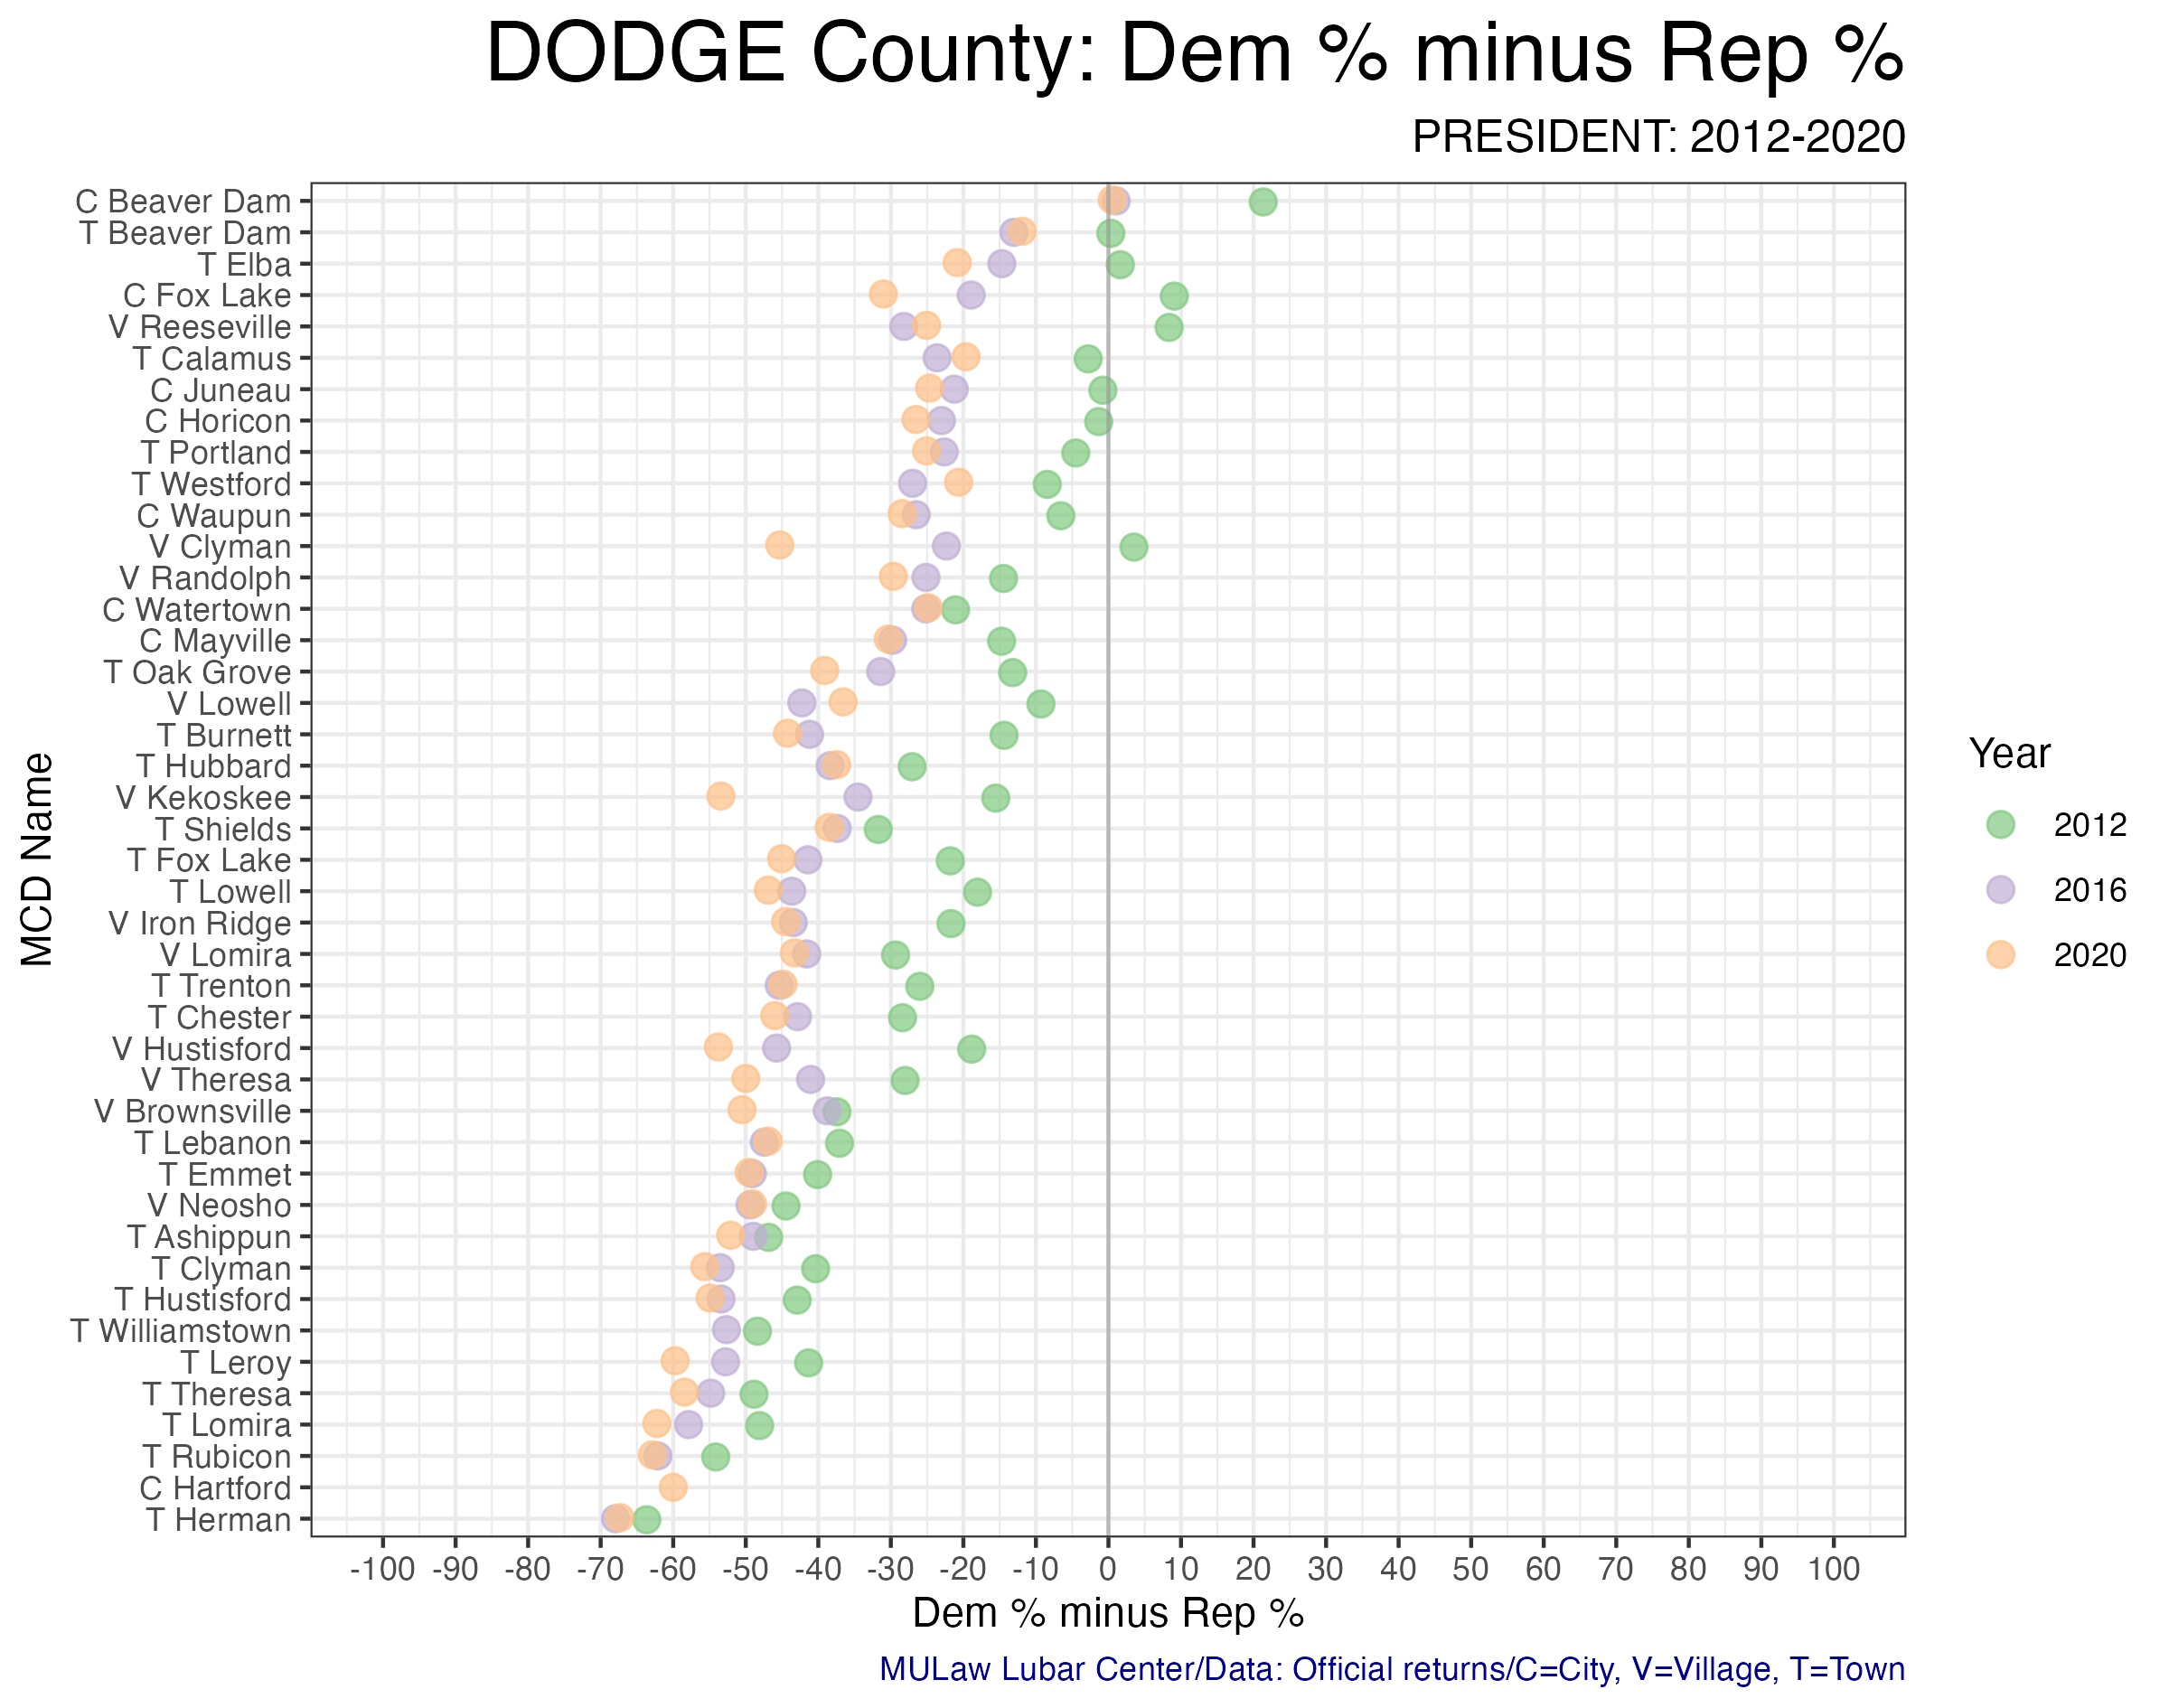 DODGE County: Dem % minus Rep %
PRESIDENT: 2012-2020
C Beaver Dam
T Beaver Dam
T Elba
C Fox Lake
V Reeseville
T Calamus
C Juneau
C Horicon
T Portland
T Westford
C Waupun
V Clyman
V Randolph
C Watertown
C Mayville
T Oak Grove
V Lowell
T Burnett
T Hubbard
V Kekoskee
T Shields
T Fox Lake
T Lowell
V Iron Ridge
V Lomira
T Trenton
T Chester
V Hustisford
V Theresa
V Brownsville
T Lebanon
T Emmet
V Neosho
T Ashippun
T Clyman
T Hustisford
T Williamstown
T Leroy
T Theresa
T Lomira
T Rubicon
C Hartford
T Herman
MCD Name
-100 -90 -80 -70 -60 -50 -40 -30 -20 -10 0 10 20 30 40 50 60 70 80 90 100
Dem % minus Rep %
Year
2012
2016
2020
MULaw Lubar Center/Data: Official returns/C=City, V=Village, T=Town